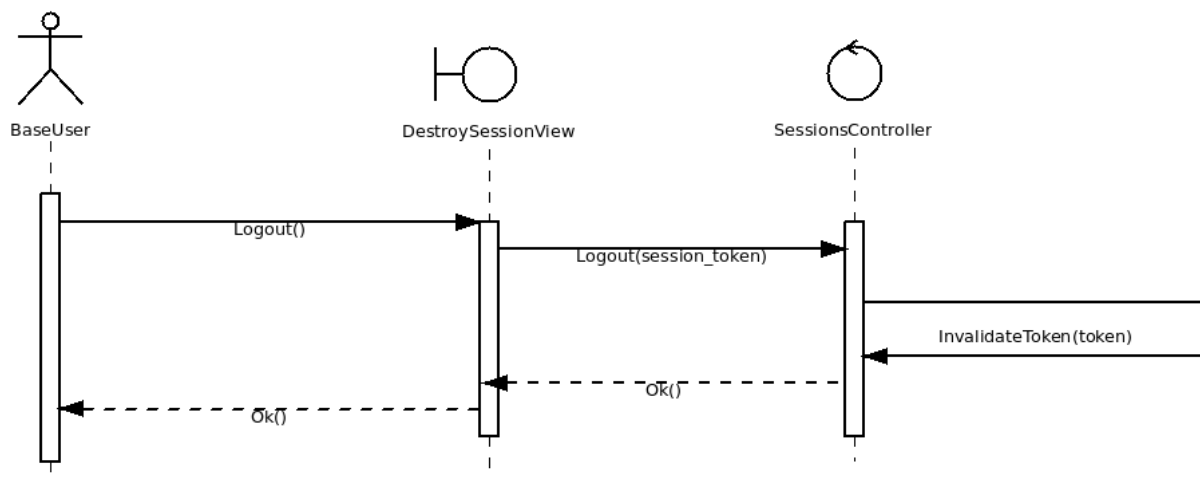 BaseUser
DestroySessionView
SessionsController
Logout()
Logout(session_token)
InvalidateToken(token)
Ok()
Ok()